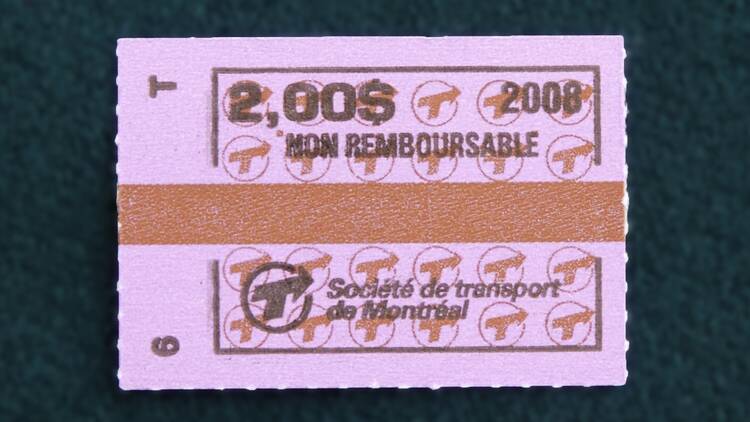 T
2,00$ 2008
NON REMBOURSABLE
Société de transport
de Montréal
6